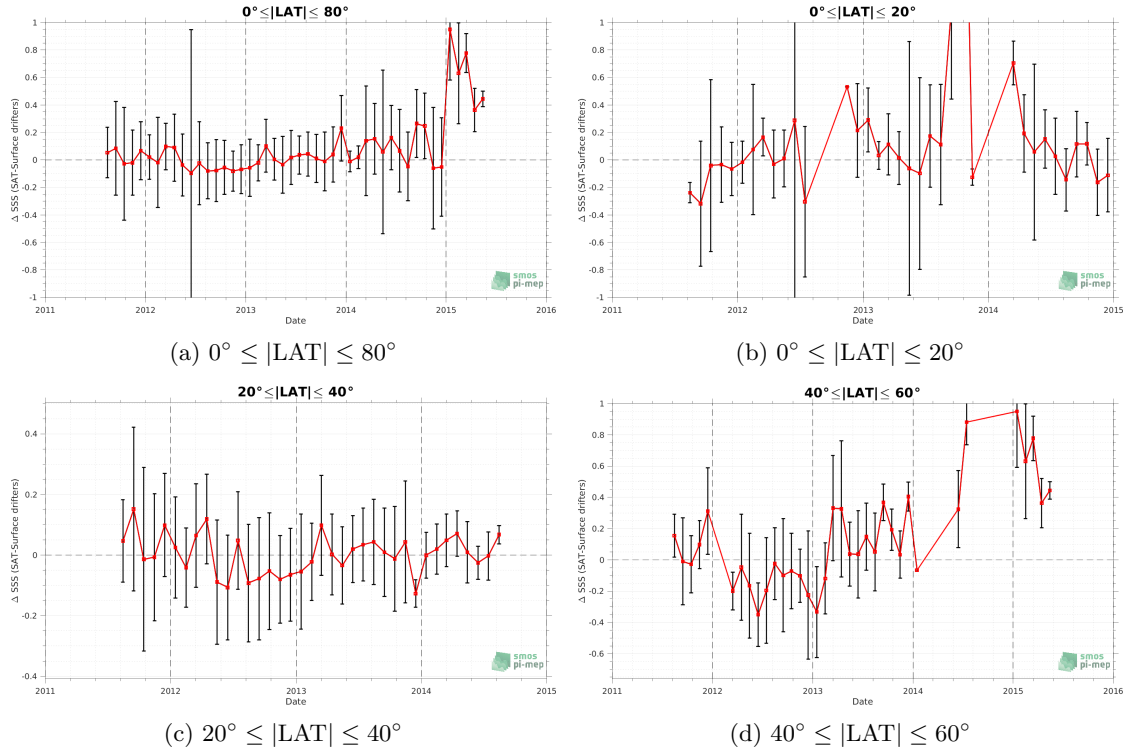 0°≤|LAT|≤ 80°
Δ SSS (SAT-Surface drifters)
1
0.8
0.6
0.4
0.2
0
-0.2
-0.4
-0.6
-0.8
-1
2011
2012
2013
2014
2015
2016
Date
smos
pi-mep
(a) 0° ≤ |LAT| ≤ 80°
0°≤|LAT|≤ 20°
Δ SSS (SAT-Surface drifters)
1
0.8
0.6
0.4
0.2
0
-0.2
-0.4
-0.6
-0.8
-1
2011
2012
2013
2014
2015
Date
smos
pi-mep
(b) 0° ≤ |LAT| ≤ 20°
20°≤|LAT|≤ 40°
Δ SSS (SAT-Surface drifters)
0.4
0.2
0
-0.2
-0.4
2011
2012
2013
2014
2015
Date
smos
pi-mep
(c) 20° ≤ |LAT| ≤ 40°
40°≤|LAT|≤ 60°
Δ SSS (SAT-Surface drifters)
1
0.8
0.6
0.4
0.2
0
-0.2
-0.4
-0.6
2011
2012
2013
2014
2015
2016
Date
smos
pi-mep
(d) 40° ≤ |LAT| ≤ 60°